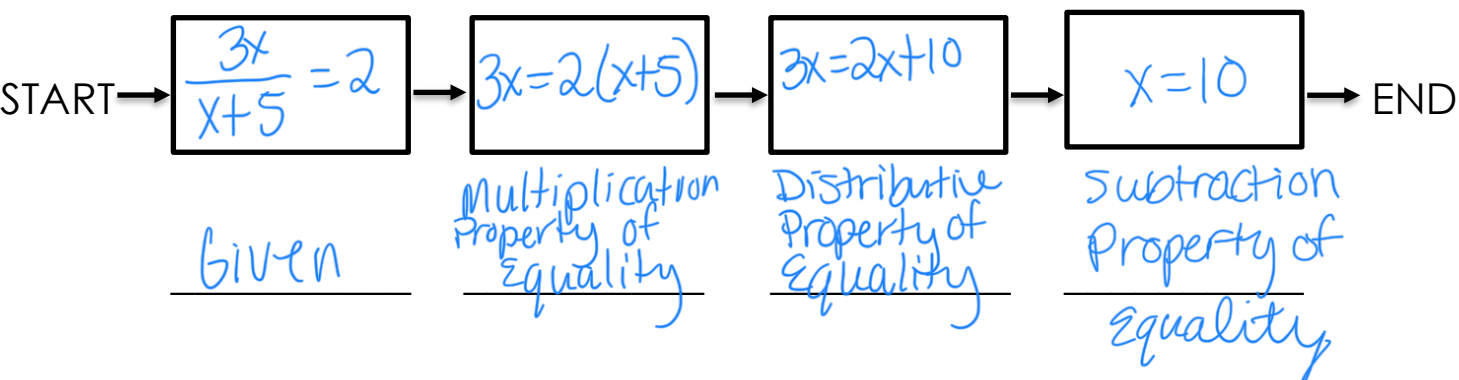 START
3x/x+5 = 2
3x=2(x+5)
3x=2x+10
x=10
END
Given
Multiplication
Property of
Equality
Distributive
Property of
Equality
Subtraction
Property of
Equality